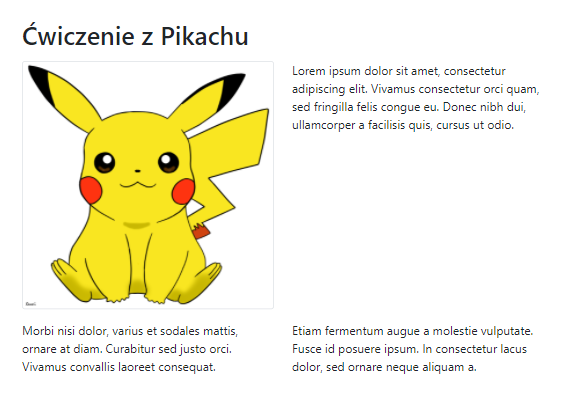 Ćwiczenie z Pikachu
Lorem ipsum dolor sit amet, consectetur
adipiscing elit. Vivamus consectetur orci quam,
sed fringilla felis congue eu. Donec nibh dui,
ullamcorper a facilisis quis, cursus ut odio.
Morbi nisi dolor, varius et sodales mattis,
ornare at diam. Curabitur sed justo orci.
Vivamus convallis laoreet consequat.
Etiam fermentum augue a molestie vulputate.
Fusce id posuere ipsum. In consectetur lacus
dolor, sed ornare neque aliquam a.